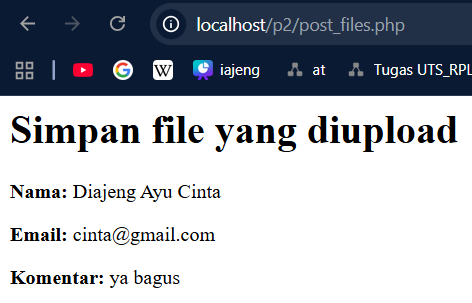 localhost/p2/post_files.php
iajeng
at
Tugas UTS_RPL
Simpan file yang diupload
Nama: Diajeng Ayu Cinta
Email: cinta@gmail.com
Komentar: ya bagus